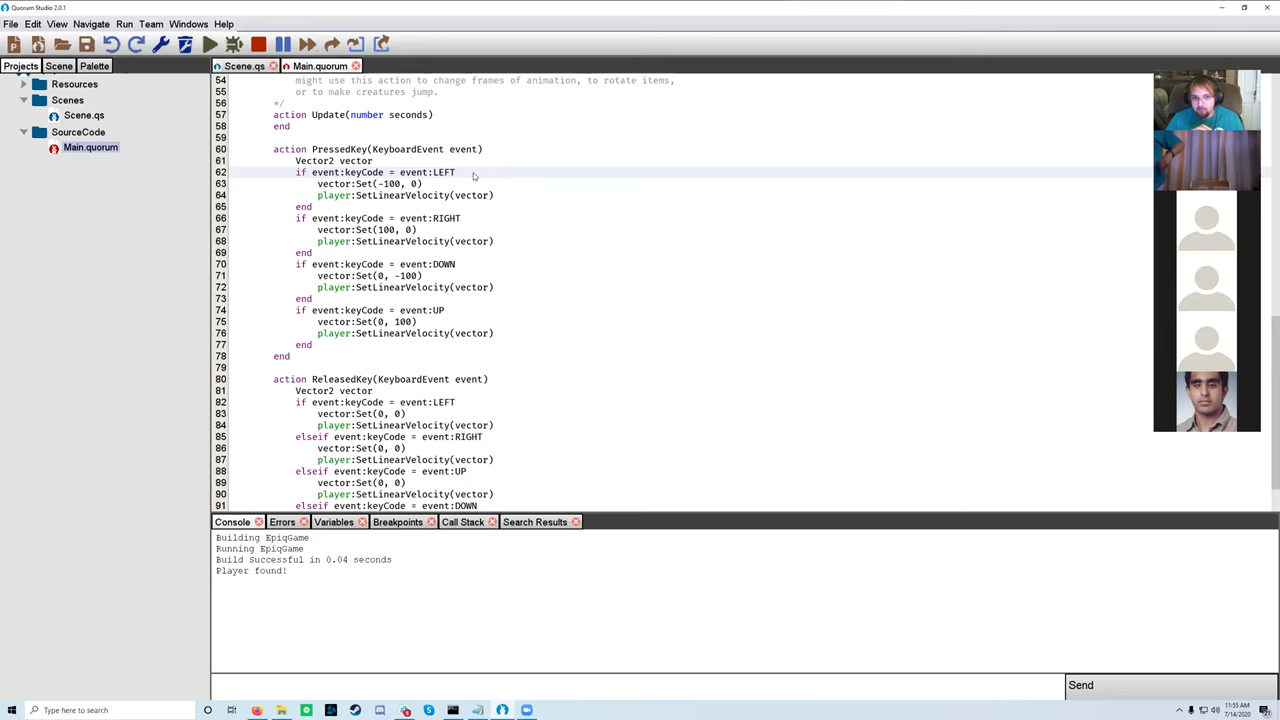 Quorum Studio 2.0.1
File Edit View Navigate Run Team Windows Help
Projects Scene Palette
Scene.qs Main.quorum
Resources
Scenes
Scene.qs
SourceCode
Main.quorum
54 might use this action to change frames of animation, to rotate items,
55 or to make creatures jump.
56 */
57 action Update(number seconds)
58 end
59
60 action PressedKey(KeyboardEvent event)
61 Vector2 vector
62 if event:keyCode = event:LEFT
63 vector:Set(-100, 0)
64 player:SetLinearVelocity(vector)
65 end
66 if event:keyCode = event:RIGHT
67 vector:Set(100, 0)
68 player:SetLinearVelocity(vector)
69 end
70 if event:keyCode = event:DOWN
71 vector:Set(0, -100)
72 player:SetLinearVelocity(vector)
73 end
74 if event:keyCode = event:UP
75 vector:Set(0, 100)
76 player:SetLinearVelocity(vector)
77 end
78 end
79
80 action ReleasedKey(KeyboardEvent event)
81 Vector2 vector
82 if event:keyCode = event:LEFT
83 vector:Set(0, 0)
84 player:SetLinearVelocity(vector)
85 elseif event:keyCode = event:RIGHT
86 vector:Set(0, 0)
87 player:SetLinearVelocity(vector)
88 elseif event:keyCode = event:UP
89 vector:Set(0, 0)
90 player:SetLinearVelocity(vector)
91 elseif event:keyCode = event:DOWN
Console Errors Variables Breakpoints Call Stack Search Results
Building EpiqGame
Running EpiqGame
Build Successful in 0.04 seconds
Player found!
Send
Type here to search
11:55 AM
7/14/2020